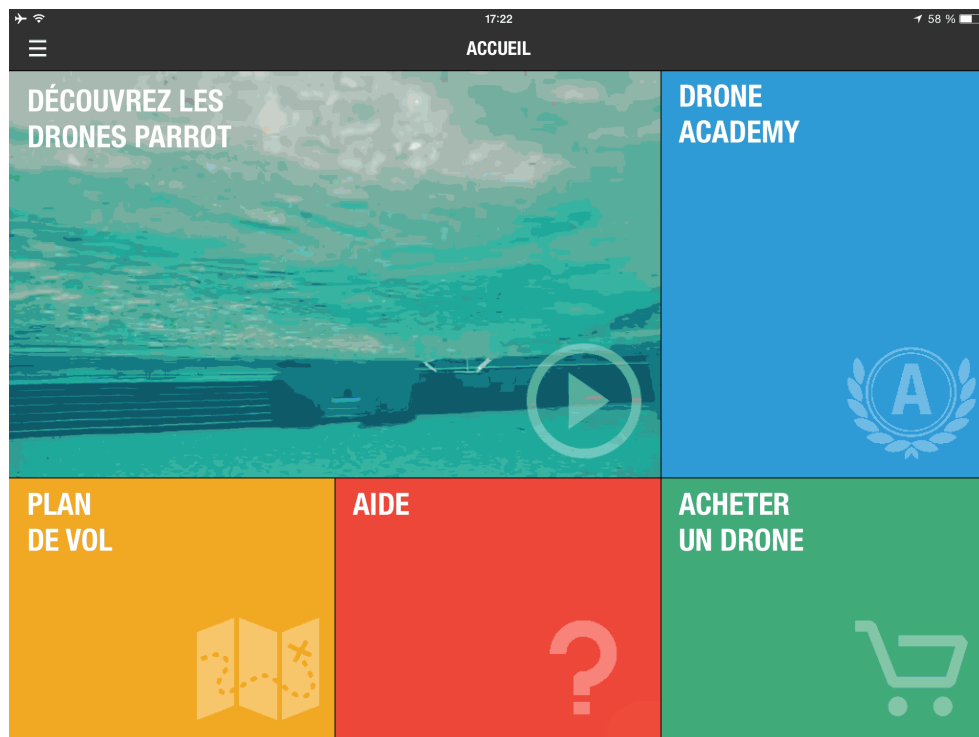 17:22
58 %
ACCUEIL
DÉCOUVREZ LES
DRONES PARROT
DRONE
ACADEMY
A
PLAN
DE VOL
AIDE
?
ACHETER
UN DRONE